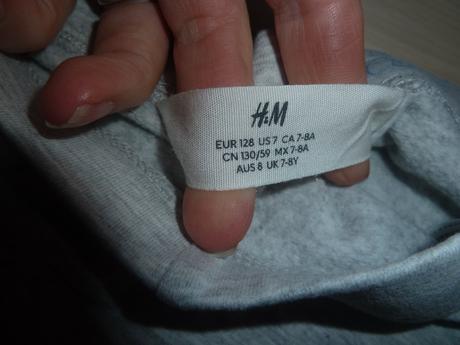 H&M
EUR 128 US 7 CA 7-8A
CN 130/59 MX 7-8A
AUS 8 UK 7-8Y